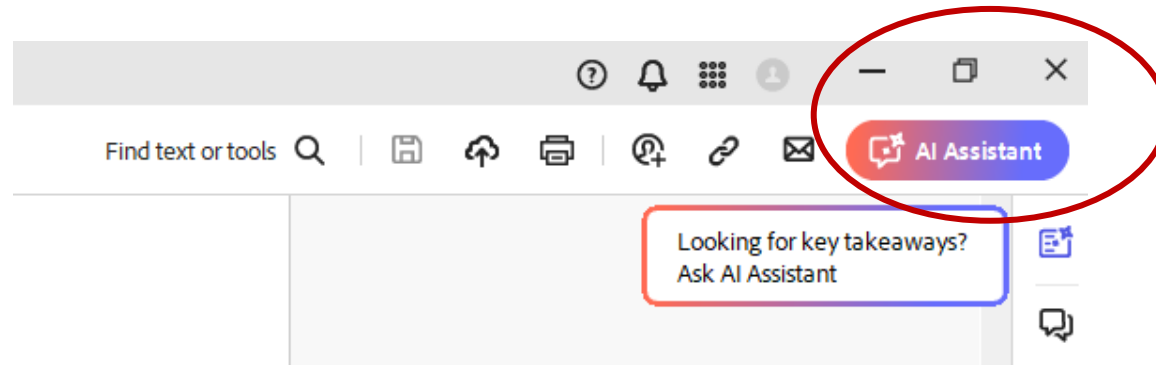 Find text or tools
AI Assistant
Looking for key takeaways?
Ask AI Assistant